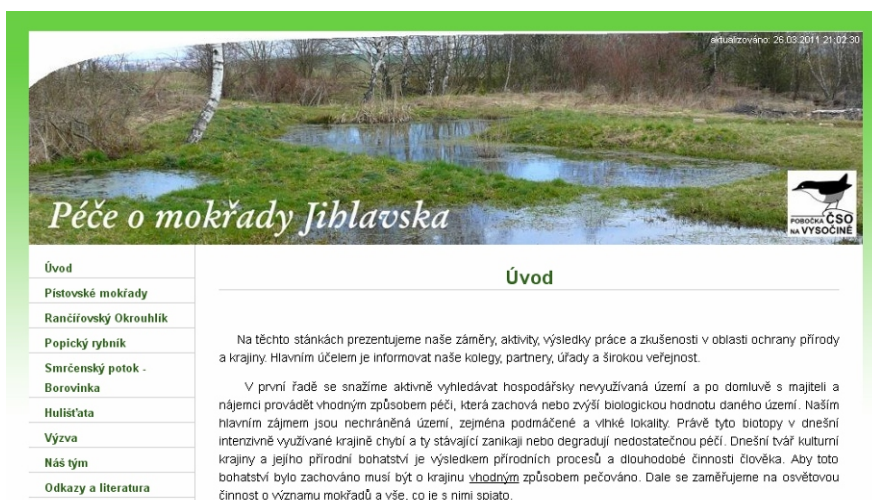 aktualizováno: 26.03.2011 21:02:30
Péče o mokřady Jihlavska
POBOČKA ČSO
NA VYSOČINĚ
Úvod
Pístovské mokřady
Rančířovský Okrouhlík
Popický rybník
Smrčenský potok -
Borovinka
Hulišťata
Výzva
Náš tým
Odkazy a literatura
Úvod
Na těchto stánkách prezentujeme naše záměry, aktivity, výsledky práce a zkušenosti v oblasti ochrany přírody
a krajiny. Hlavním účelem je informovat naše kolegy, partnery, úřady a širokou veřejnost.
V první řadě se snažíme aktivně vyhledávat hospodářsky nevyužívaná území a po domluvě s majiteli a
nájemci provádět vhodným způsobem péči, která zachová nebo zvýší biologickou hodnotu daného území. Naším
hlavním zájmem jsou nechráněná území, zejména podmáčené a vlhké lokality. Právě tyto biotopy v dnešní
intenzivně využívané krajině chybí a ty stávající zanikaji nebo degradují nedostatečnou péčí. Dnešní tvář kulturní
krajiny a jejího přírodní bohatství je výsledkem přírodních procesů a dlouhodobé činnosti člověka. Aby toto
bohatství bylo zachováno musí být o krajinu vhodným způsobem pečováno. Dale se zaměřujeme na osvětovou
činnost o významu mokřadů a vše, co je s nimi spjato.